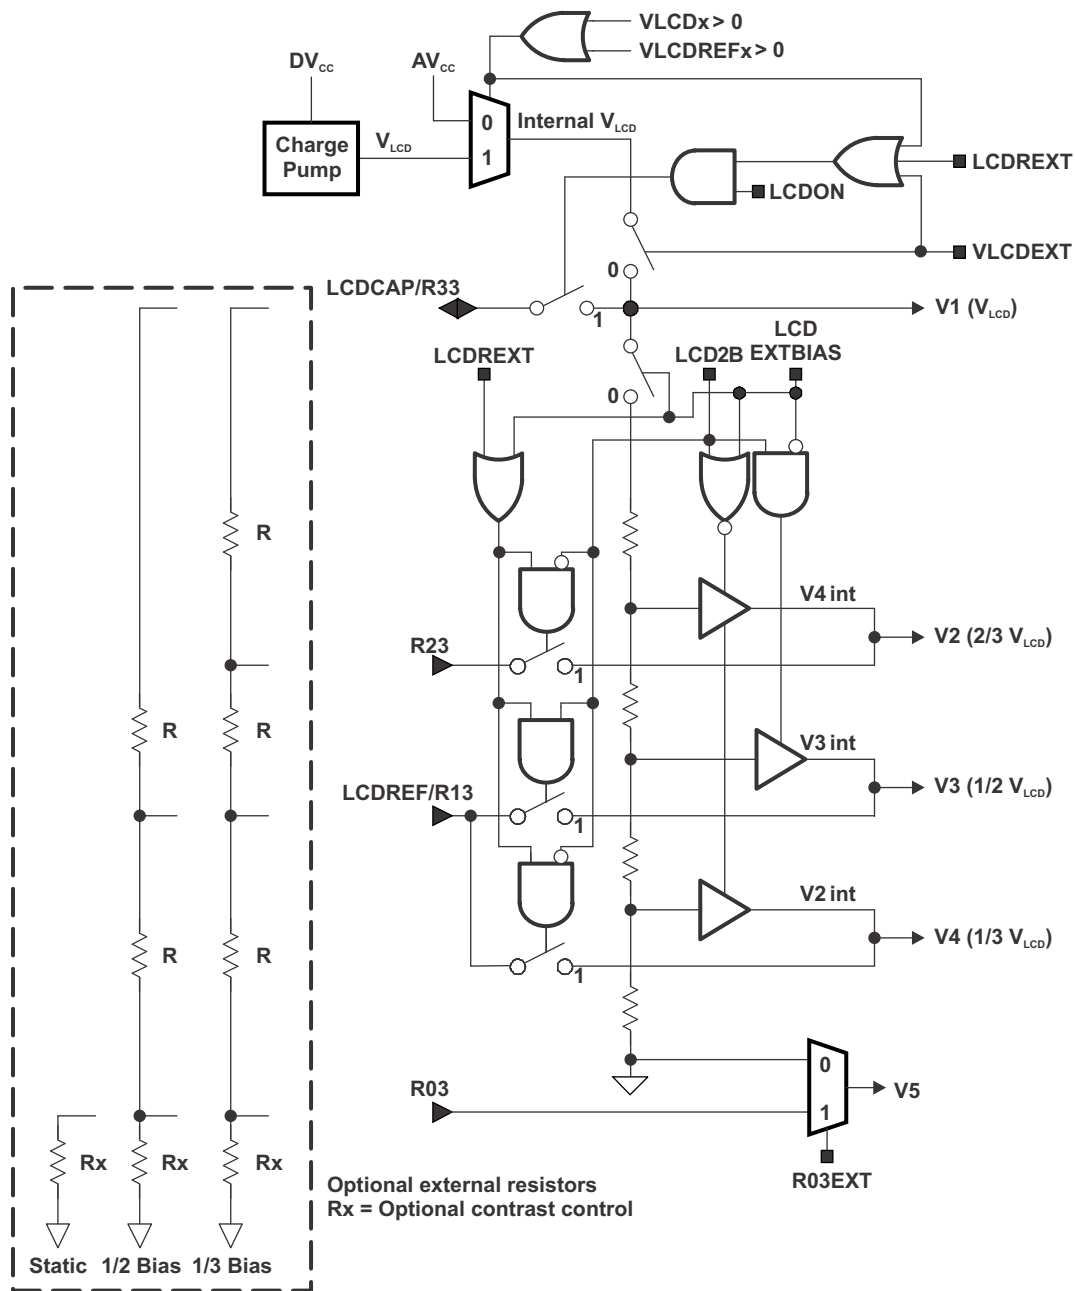 VLCDx > 0
VLCDREFx > 0
DVCC
AVCC
Charge
Pump
VLCD
0
1
Internal VLCD
LCDREXT
LCDON
VLCDEXT
0
LCDCAP/R33
1
V1 (VLCD)
LCDREXT
LCD2B
LCD
EXTBIAS
0
R
V4 int
R23
1
V2 (2/3 VLCD)
R
R
V3 int
LCDREF/R13
1
V3 (1/2 VLCD)
V2 int
R
R
1
V4 (1/3 VLCD)
0
R03
1
V5
R03EXT
Rx
Rx
Rx
Optional external resistors
Rx = Optional contrast control
Static
1/2 Bias
1/3 Bias